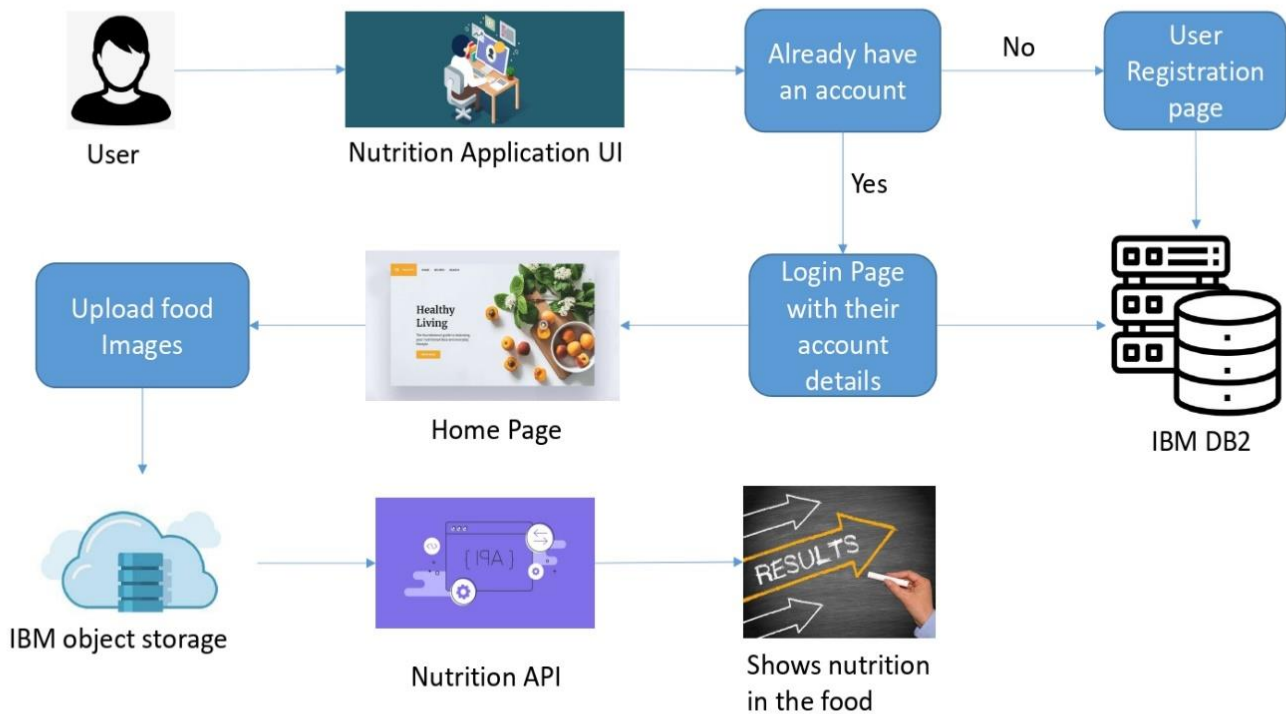 User
Nutrition Application UI
Already have
an account
No
User
Registration
page
Yes
Upload food
Images
Healthy
Living
Home Page
Login Page
with their
account
details
IBM DB2
IBM object storage
{ API }
Nutrition API
RESULTS
Shows nutrition
in the food